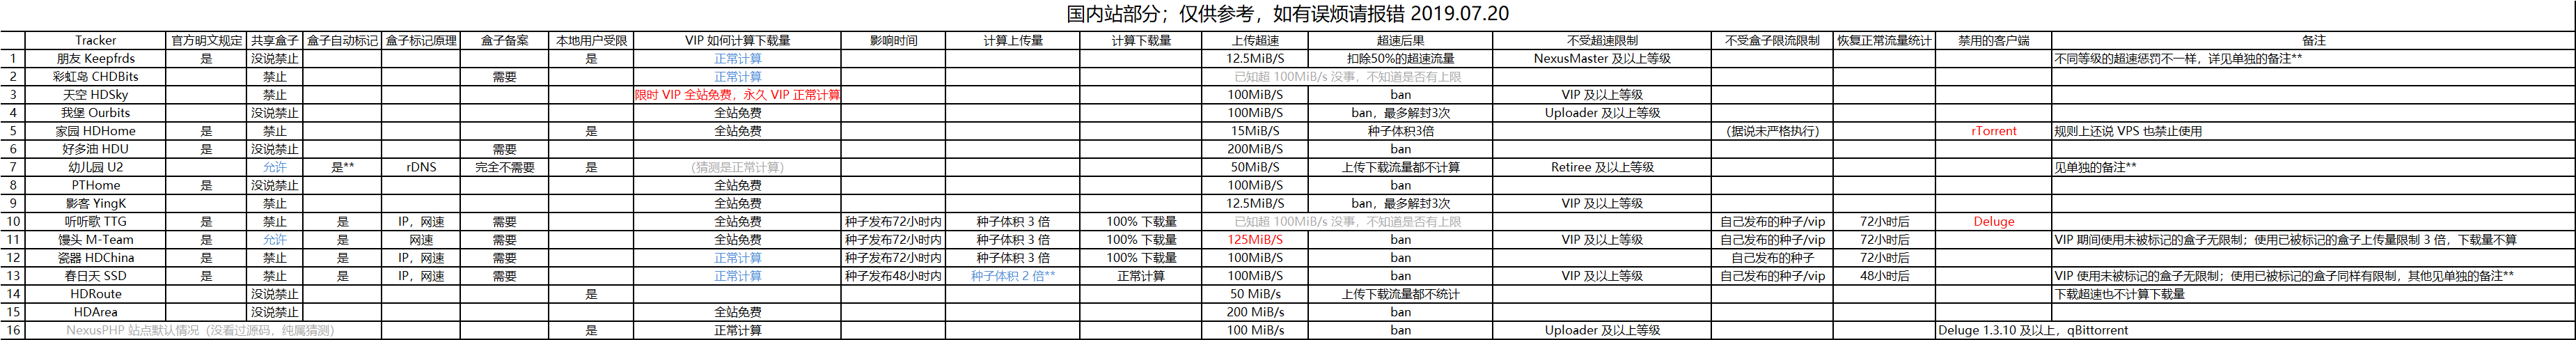 国内站部分；仅供参考，如有误烦请报错 2019.07.20
Tracker 官方明文规定 共享盒子 盒子自动标记 盒子标记原理 盒子备案 本地用户受限 VIP 如何计算下载量 影响时间 计算上传量 计算下载量 上传超速 超速后果 不受超速限制 不受盒子限流限制 恢复正常流量统计 禁用的客户端 备注
1 朋友 Keepfrds 是 没说禁止 是 正常计算 12.5MiB/S 扣除50%的超速流量 NexusMaster 及以上等级 不同等级的超速惩罚不一样，详见单独的备注**
2 彩虹岛 CHDBits 禁止 需要 正常计算 已知超 100MiB/s 没事，不知道是否有上限
3 天空 HDSky 禁止 限时 VIP 全站免费，永久 VIP 正常计算 100MiB/S ban VIP 及以上等级
4 我堡 Ourbits 没说禁止 全站免费 100MiB/S ban，最多解封3次 Uploader 及以上等级
5 家园 HDHome 是 禁止 是 全站免费 15MiB/S 种子体积3倍 （据说未严格执行） rTorrent 规则上还说 VPS 也禁止使用
6 好多油 HDU 是 没说禁止 需要 200MiB/S ban
7 幼儿园 U2 允许 是** rDNS 完全不需要 是 （猜测是正常计算） 50MiB/S 上传下载流量都不计算 Retiree 及以上等级 见单独的备注**
8 PTHome 是 没说禁止 全站免费 100MiB/S ban
9 影客 YingK 禁止 全站免费 12.5MiB/S ban，最多解封3次 VIP 及以上等级
10 听听歌 TTG 是 禁止 是 IP，网速 需要 全站免费 种子发布72小时内 种子体积 3 倍 100% 下载量 已知超 100MiB/s 没事，不知道是否有上限 自己发布的种子/vip 72小时后 Deluge
11 馒头 M-Team 是 允许 是 网速 需要 全站免费 种子发布72小时内 种子体积 3 倍 100% 下载量 125MiB/S ban VIP 及以上等级 自己发布的种子/vip 72小时后 VIP 期间使用未被标记的盒子无限制；使用已被标记的盒子上传量限制 3 倍，下载量不算
12 瓷器 HDChina 是 禁止 是 IP，网速 需要 正常计算 种子发布72小时内 种子体积 3 倍 100% 下载量 100MiB/S ban 自己发布的种子 72小时后
13 春日天 SSD 是 禁止 是 IP，网速 需要 正常计算 种子发布48小时内 种子体积 2 倍** 正常计算 100MiB/S ban VIP 及以上等级 自己发布的种子/vip 48小时后 VIP 使用未被标记的盒子无限制；使用已被标记的盒子同样有限制，其他见单独的备注**
14 HDRoute 没说禁止 是 50 MiB/s 上传下载流量都不统计 下载超速也不计算下载量
15 HDArea 没说禁止 全站免费 200 MiB/s ban
16 NexusPHP 站点默认情况（没看过源码，纯属猜测） 是 正常计算 100 MiB/s ban Uploader 及以上等级 Deluge 1.3.10 及以上，qBittorrent